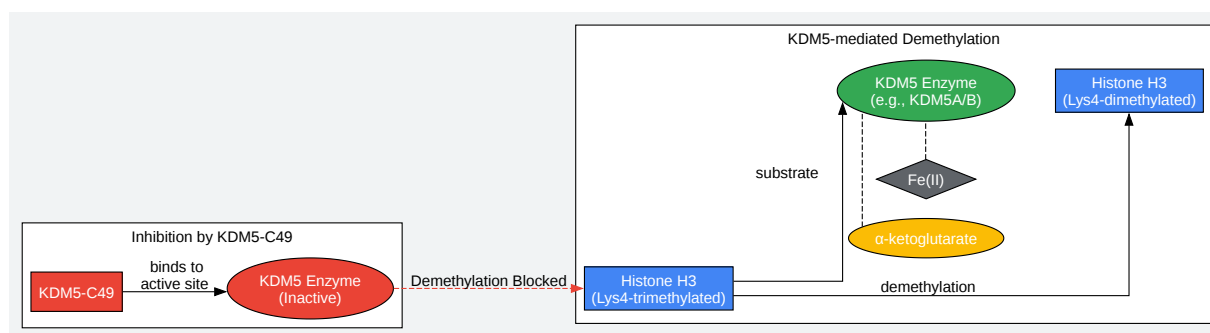 KDM5-mediated Demethylation
KDM5 Enzyme
(e.g., KDM5A/B)
Histone H3
(Lys4-dimethylated)
substrate
Fe(II)
α-ketoglutarate
Inhibition by KDM5-C49
KDM5-C49
binds to
active site
KDM5 Enzyme
(Inactive)
Demethylation Blocked
Histone H3
(Lys4-trimethylated)
demethylation